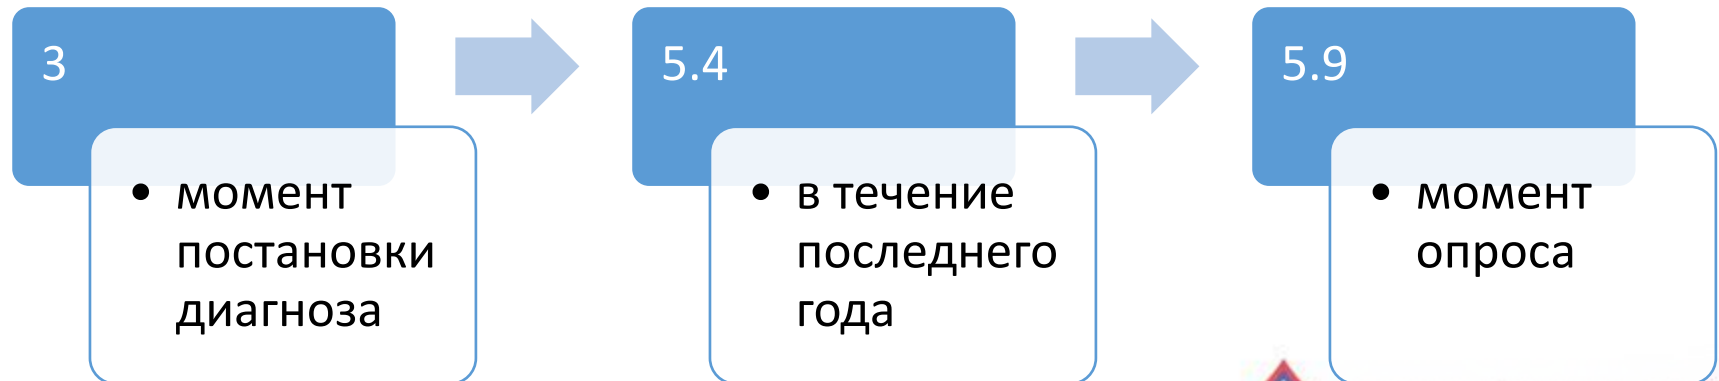 3
• момент
постановки
диагноза
5.4
• в течение
последнего
года
5.9
• момент
опроса